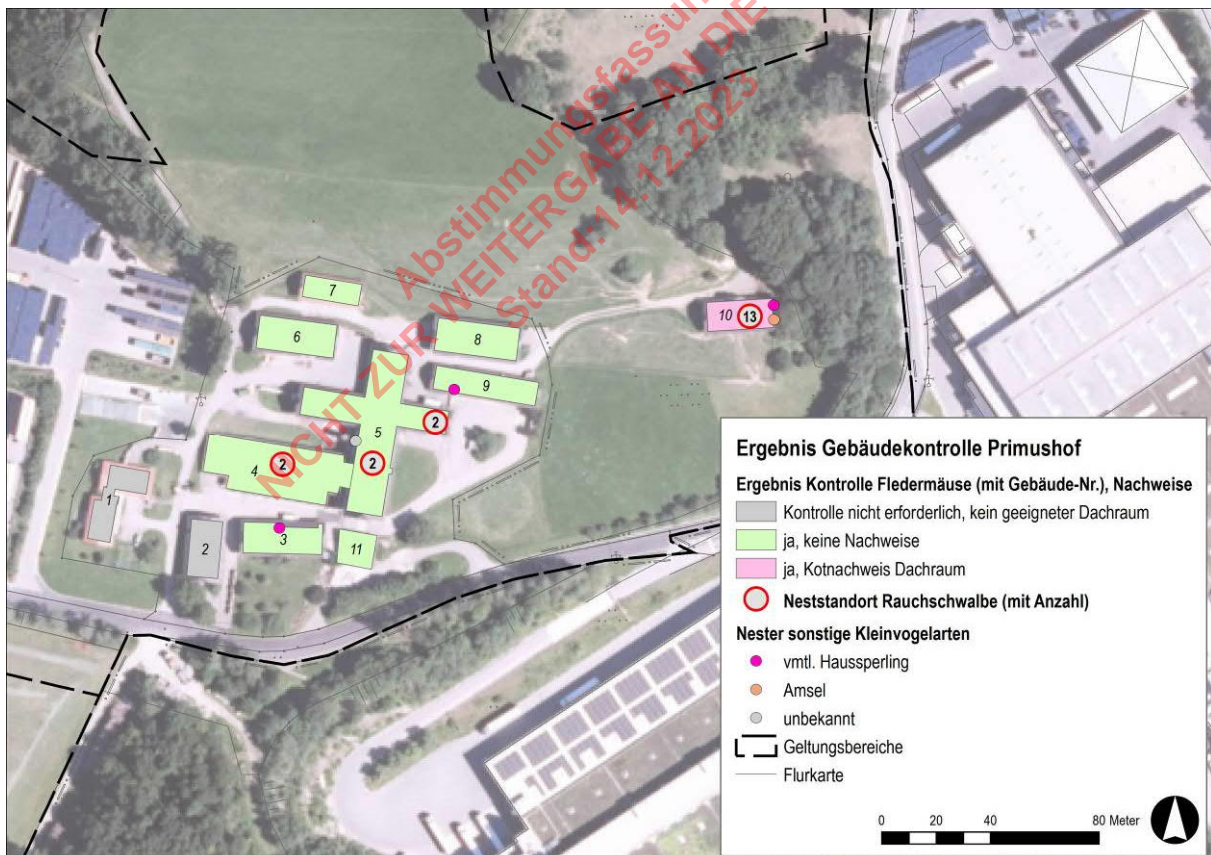 Abstimmungsfassung
NICHT ZUR WEITERGABE AN DIE
Stand: 14.12.2023
7
6
8
10
13
9
2
5
4
2
2
1
2
3
11
Ergebnis Gebäudekontrolle Primushof
Ergebnis Kontrolle Fledermäuse (mit Gebäude-Nr.), Nachweise
Kontrolle nicht erforderlich, kein geeigneter Dachraum
ja, keine Nachweise
ja, Kotnachweis Dachraum
Neststandort Rauchschwalbe (mit Anzahl)
Nester sonstige Kleinvogelarten
vmtl. Haussperling
Amsel
unbekannt
Geltungsbereiche
Flurkarte
0 20 40 80 Meter